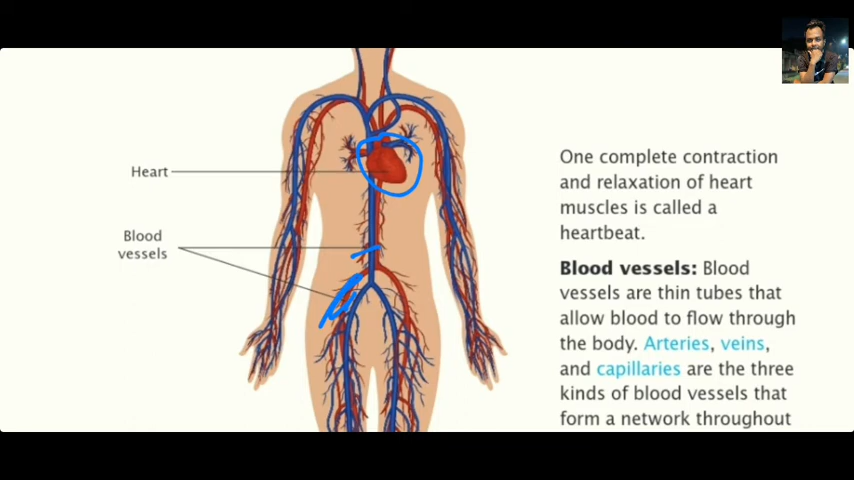 Heart
Blood
vessels
One complete contraction
and relaxation of heart
muscles is called a
heartbeat.
Blood vessels: Blood
vessels are thin tubes that
allow blood to flow through
the body. Arteries, veins,
and capillaries are the three
kinds of blood vessels that
form a network throughout